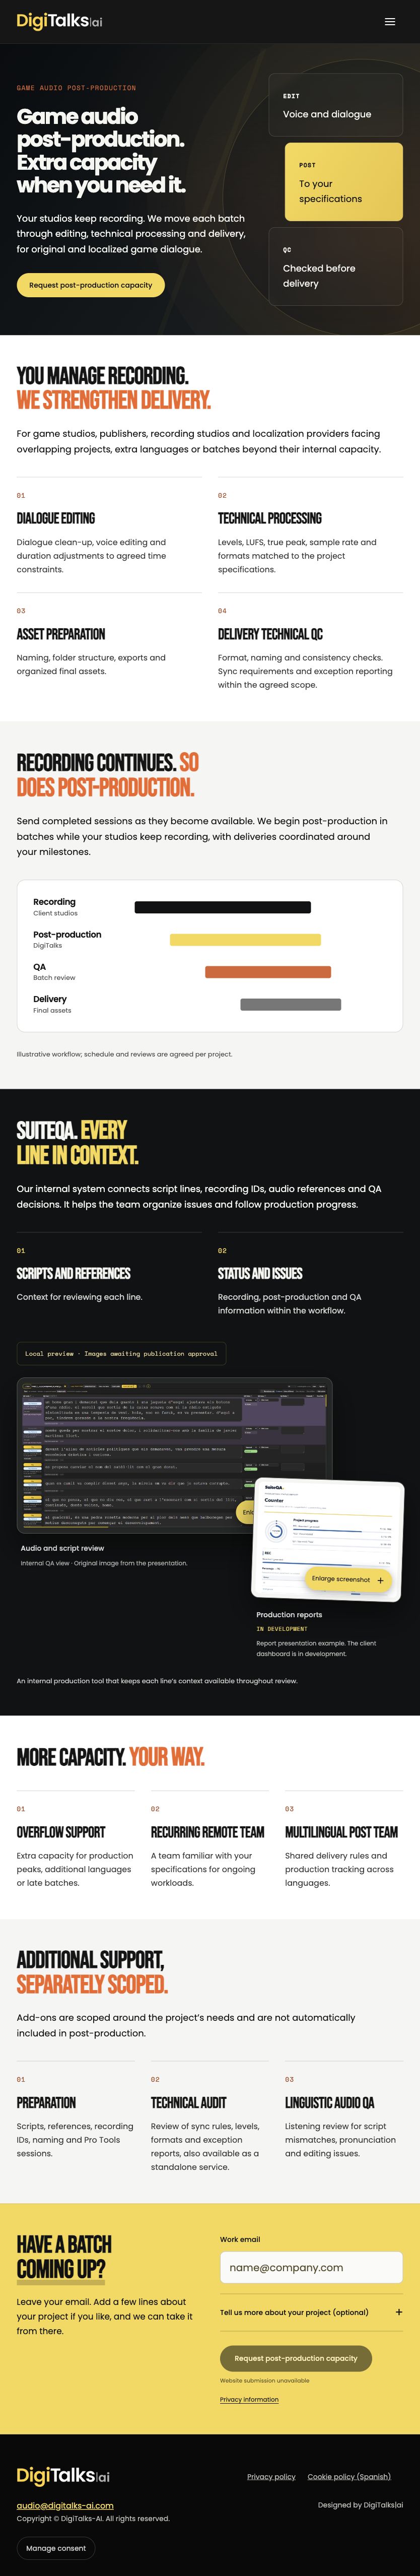 DigiTalks|ai
GAME AUDIO POST-PRODUCTION
Game audio
post-production.
Extra capacity
when you need it.
Your studios keep recording. We move each batch
through editing, technical processing and delivery,
for original and localized game dialogue.
Request post-production capacity
EDIT
Voice and dialogue
POST
To your
specifications
QC
Checked before
delivery
YOU MANAGE RECORDING.
WE STRENGTHEN DELIVERY.
For game studios, publishers, recording studios and localization providers facing
overlapping projects, extra languages or batches beyond their internal capacity.
01
DIALOGUE EDITING
Dialogue clean-up, voice editing and
duration adjustments to agreed time
constraints.
02
TECHNICAL PROCESSING
Levels, LUFS, true peak, sample rate and
formats matched to the project
specifications.
03
ASSET PREPARATION
Naming, folder structure, exports and
organized final assets.
04
DELIVERY TECHNICAL QC
Format, naming and consistency checks.
Sync requirements and exception reporting
within the agreed scope.
RECORDING CONTINUES. SO
DOES POST-PRODUCTION.
Send completed sessions as they become available. We begin post-production in
batches while your studios keep recording, with deliveries coordinated around
your milestones.
Recording
Client studios
Post-production
DigiTalks
QA
Batch review
Delivery
Final assets
Illustrative workflow; schedule and reviews are agreed per project.
SUITEQA. EVERY
LINE IN CONTEXT.
Our internal system connects script lines, recording IDs, audio references and QA
decisions. It helps the team organize issues and follow production progress.
01
SCRIPTS AND REFERENCES
Context for reviewing each line.
02
STATUS AND ISSUES
Recording, post-production and QA
information within the workflow.
Local preview · Images awaiting publication approval
Audio and script review
Internal QA view · Original image from the presentation.
SuiteQA.
Counter
Project progress
Enlarge screenshot +
Production reports
IN DEVELOPMENT
Report presentation example. The client
dashboard is in development.
An internal production tool that keeps each line's context available throughout review.
MORE CAPACITY. YOUR WAY.
01
OVERFLOW SUPPORT
Extra capacity for production
peaks, additional languages
or late batches.
02
RECURRING REMOTE TEAM
A team familiar with your
specifications for ongoing
workloads.
03
MULTILINGUAL POST TEAM
Shared delivery rules and
production tracking across
languages.
ADDITIONAL SUPPORT,
SEPARATELY SCOPED.
Add-ons are scoped around the project's needs and are not automatically
included in post-production.
01
PREPARATION
Scripts, references, recording
IDs, naming and Pro Tools
sessions.
02
TECHNICAL AUDIT
Review of sync rules, levels,
formats and exception
reports, also available as a
standalone service.
03
LINGUISTIC AUDIO QA
Listening review for script
mismatches, pronunciation
and editing issues.
HAVE A BATCH
COMING UP?
Leave your email. Add a few lines about
your project if you like, and we can take it
from there.
Work email
name@company.com
Tell us more about your project (optional) +
Request post-production capacity
Website submission unavailable
Privacy information
DigiTalks|ai
Privacy policy Cookie policy (Spanish)
audio@digitalks-ai.com
Copyright © DigiTalks-AI. All rights reserved.
Designed by DigiTalks|ai
Manage consent